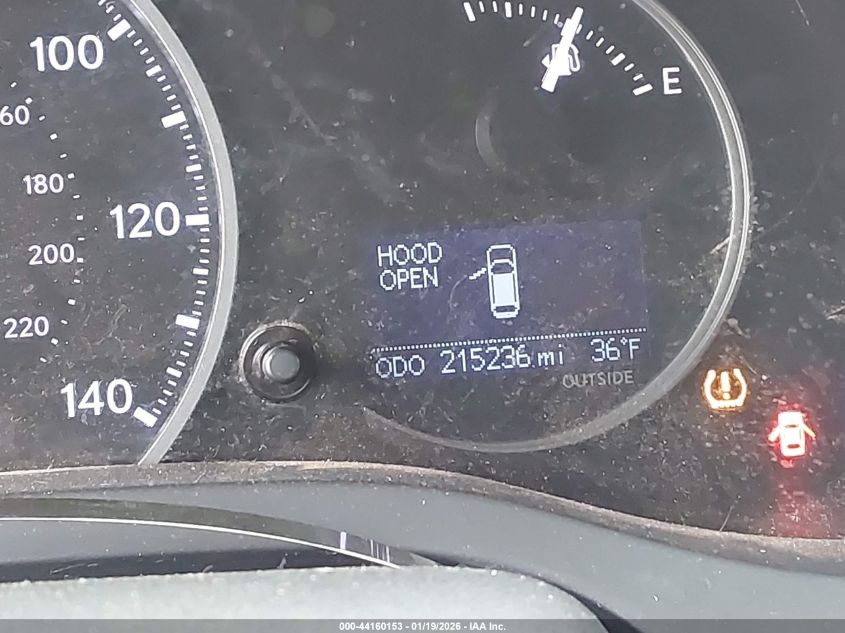 100
160
180
120
200
220
140
E
HOOD
OPEN
ODO 215236 mi 36°F
OUTSIDE
000-44160153 - 01/19/2026 - IAA Inc.